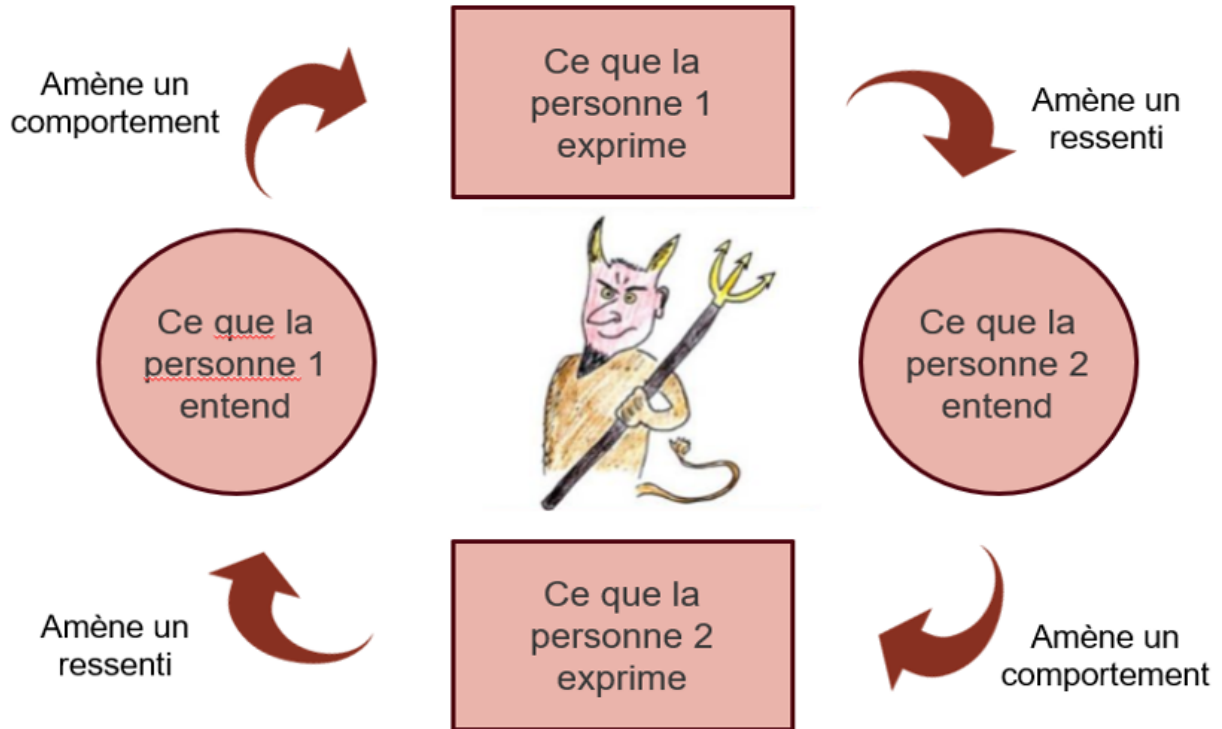 Ce que la
personne 1
exprime
Amène un
comportement
Amène un
ressenti
Ce que la
personne 1
entend
Ce que la
personne 2
entend
Ce que la
personne 2
exprime
Amène un
ressenti
Amène un
comportement